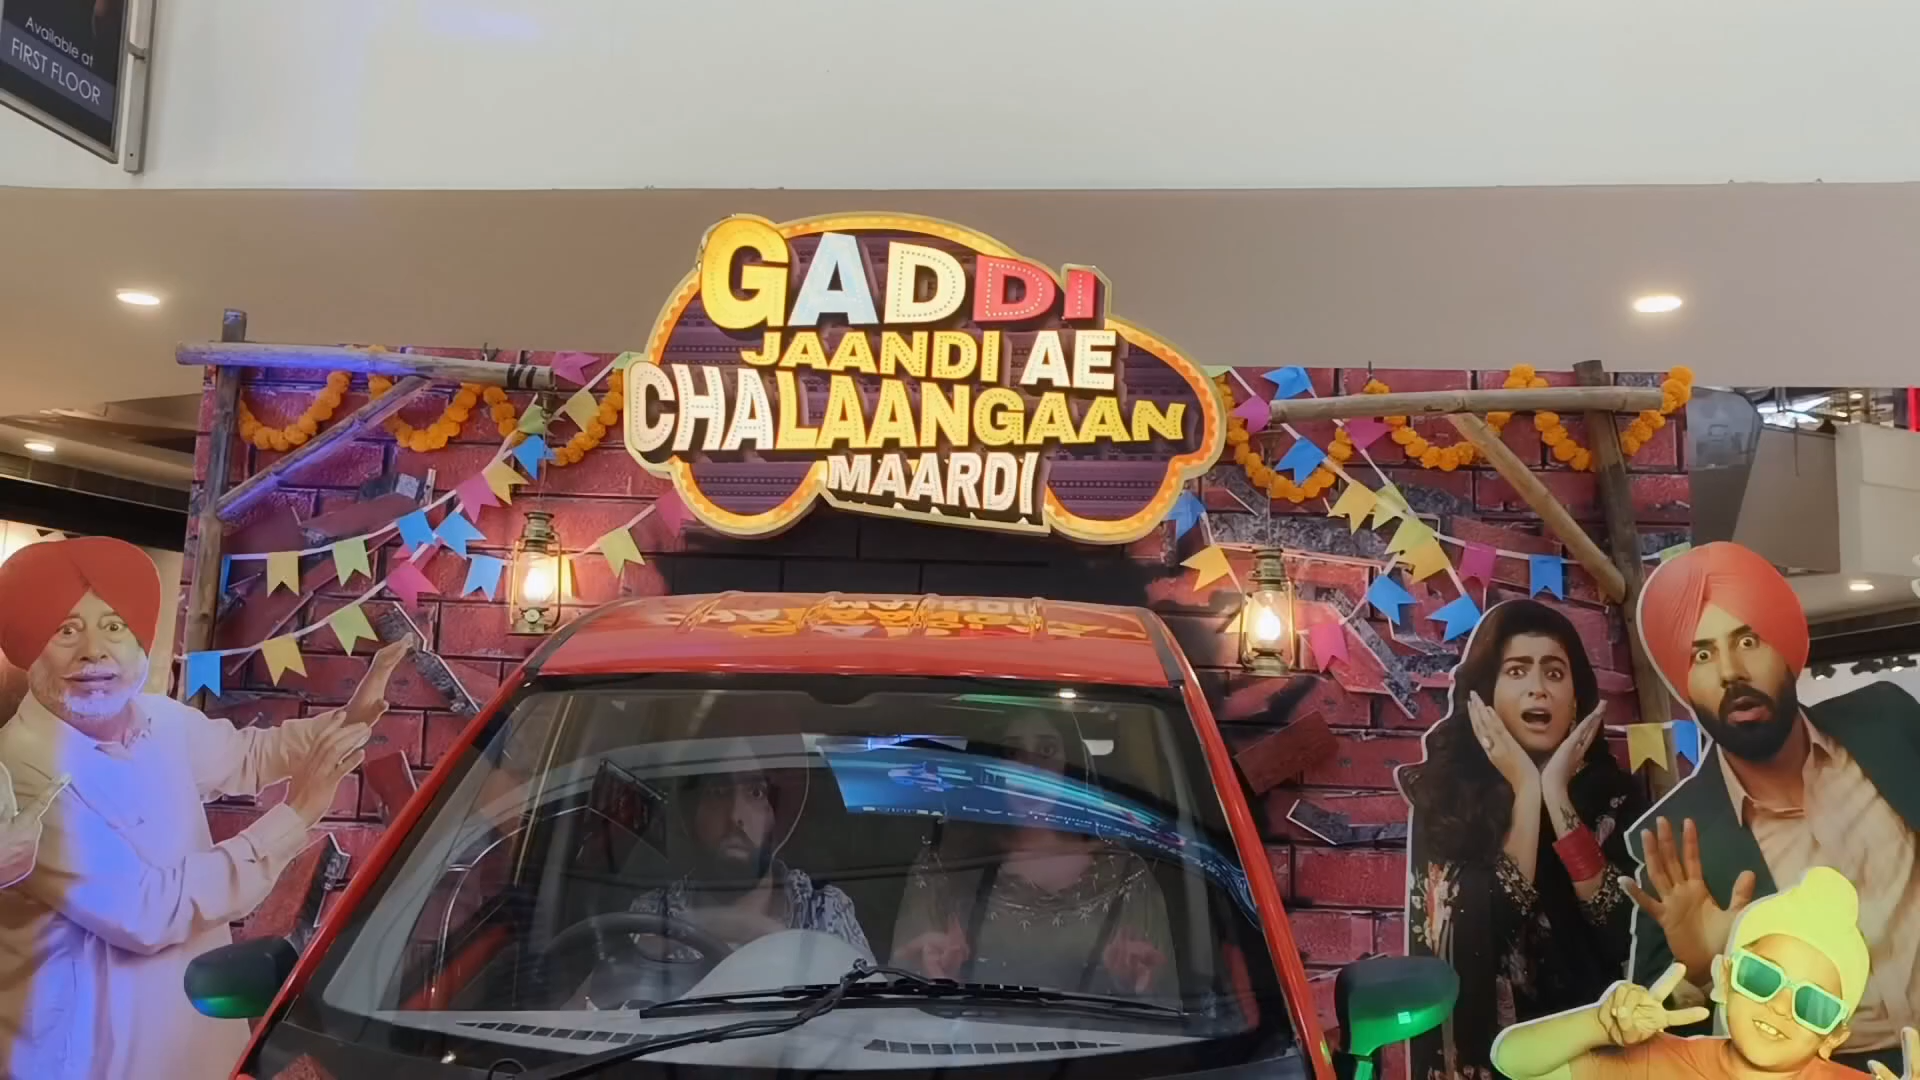 Available at
FIRST FLOOR
GADDI
JAANDI AE
CHALAANGAAN
MAARDI